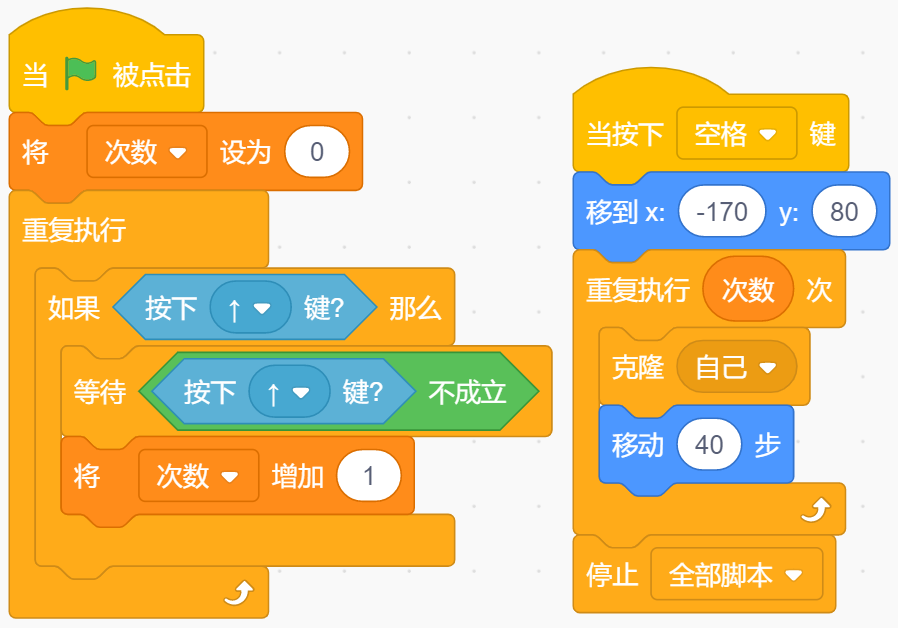 当 被点击
将 次数 设为 0
重复执行
如果 按下 ↑ 键? 那么
等待 按下 ↑ 键? 不成立
将 次数 增加 1
当按下 空格 键
移到 x: -170 y: 80
重复执行 次数 次
克隆 自己
移动 40 步
停止 全部脚本